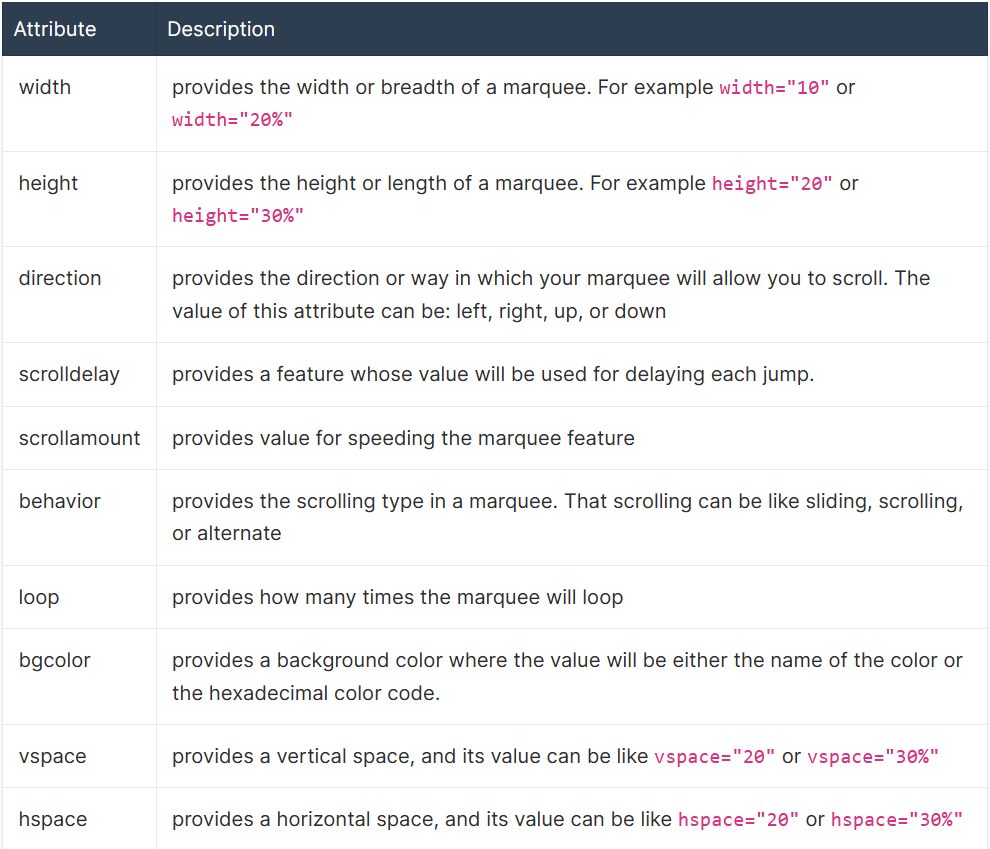 Attribute Description
width provides the width or breadth of a marquee. For example width="10" or
width="20%"
height provides the height or length of a marquee. For example height="20" or
height="30%"
direction provides the direction or way in which your marquee will allow you to scroll. The
value of this attribute can be: left, right, up, or down
scrolldelay provides a feature whose value will be used for delaying each jump.
scrollamount provides value for speeding the marquee feature
behavior provides the scrolling type in a marquee. That scrolling can be like sliding, scrolling,
or alternate
loop provides how many times the marquee will loop
bgcolor provides a background color where the value will be either the name of the color or
the hexadecimal color code.
vspace provides a vertical space, and its value can be like vspace="20" or vspace="30%"
hspace provides a horizontal space, and its value can be like hspace="20" or hspace="30%"